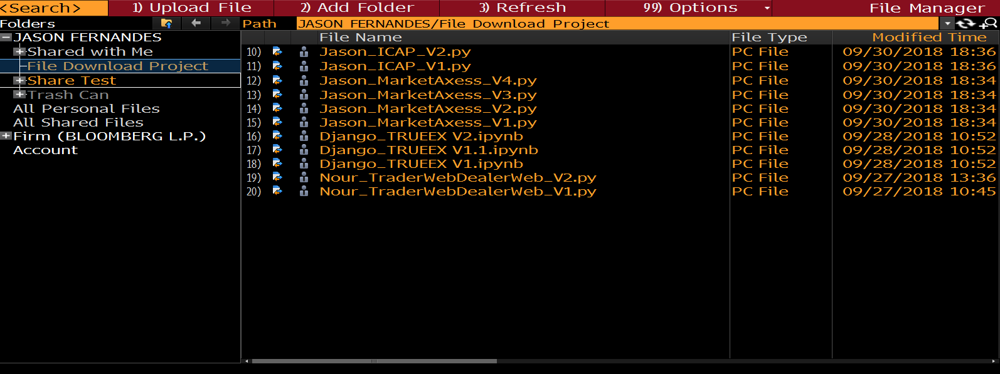 <Search> 1) Upload File 2) Add Folder 3) Refresh 99) Options File Manager
Folders Path JASON FERNANDES/File Download Project
JASON FERNANDES
Shared with Me
File Download Project
Share Test
Trash Can
All Personal Files
All Shared Files
Firm (BLOOMBERG L.P.)
Account
File Name File Type Modified Time
10) Jason_ICAP_V2.py PC File 09/30/2018 18:36
11) Jason_ICAP_V1.py PC File 09/30/2018 18:36
12) Jason_MarketAxess_V4.py PC File 09/30/2018 18:34
13) Jason_MarketAxess_V3.py PC File 09/30/2018 18:34
14) Jason_MarketAxess_V2.py PC File 09/30/2018 18:34
15) Jason_MarketAxess_V1.py PC File 09/30/2018 18:34
16) Django_TRUEEX V2.ipynb PC File 09/28/2018 10:52
17) Django_TRUEEX V1.1.ipynb PC File 09/28/2018 10:52
18) Django_TRUEEX V1.ipynb PC File 09/28/2018 10:52
19) Nour_TraderWebDealerWeb_V2.py PC File 09/27/2018 13:36
20) Nour_TraderWebDealerWeb_V1.py PC File 09/27/2018 10:45